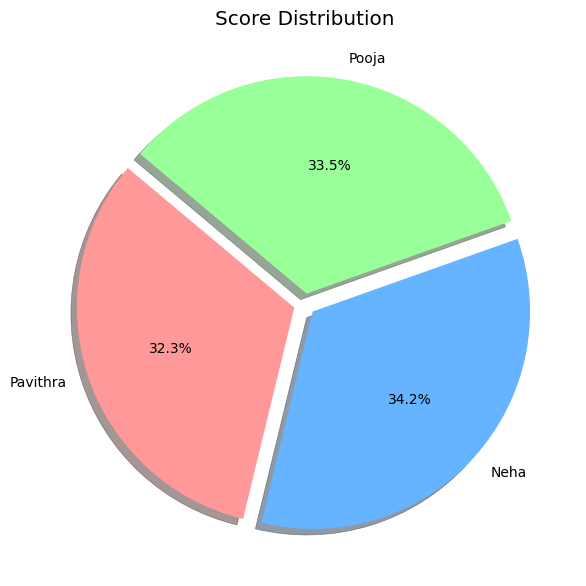 Score Distribution
Pooja
33.5%
32.3%
Pavithra
34.2%
Neha